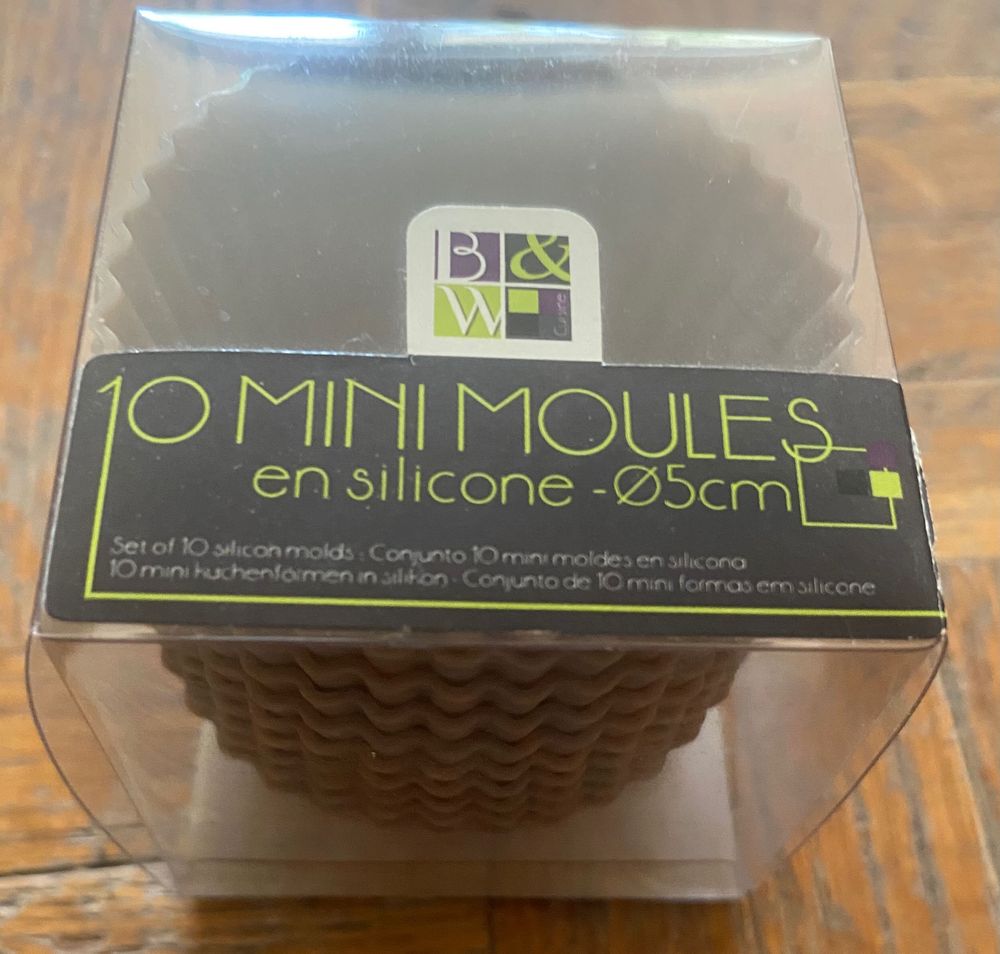 B&
W Cuisine
10 MINI MOULES
en silicone - Ø5cm
Set of 10 silicon molds - Conjunto 10 mini moldes en silicona
10 mini kuchenförmen in silikon - Conjunto de 10 mini formas em silicone